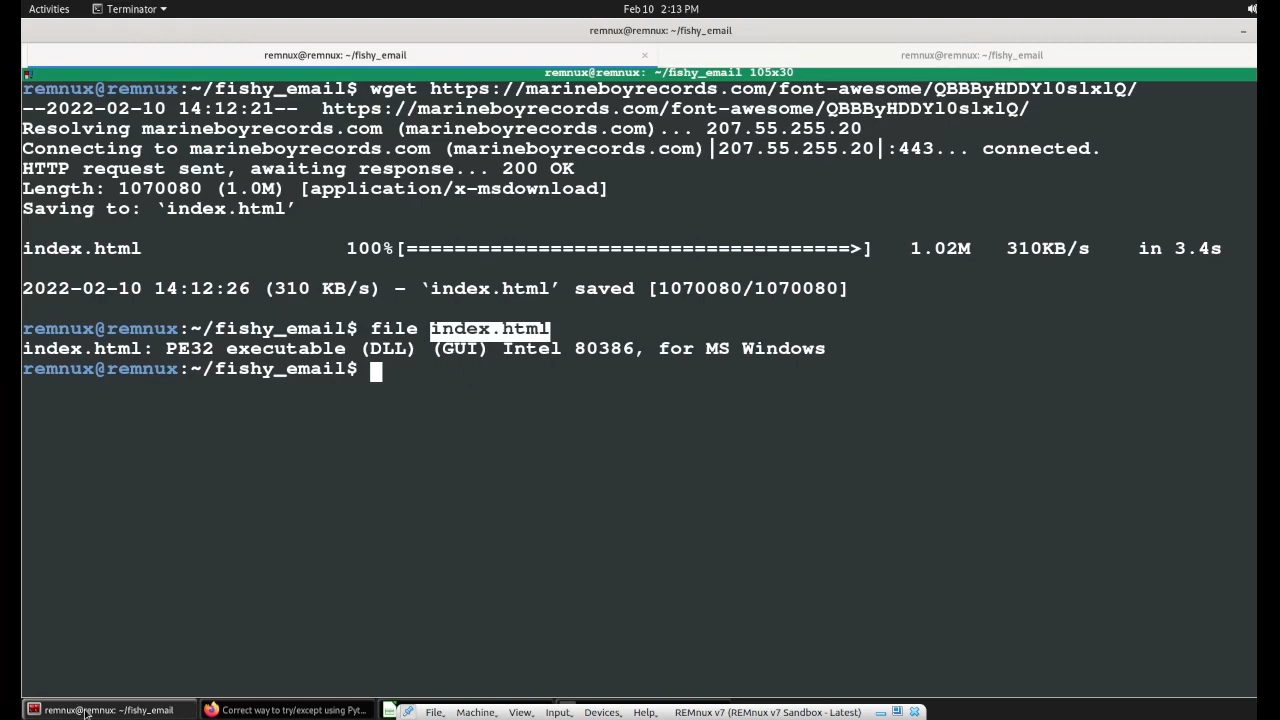 Activities Terminator Feb 10 2:13 PM
remnux@remnux: ~/fishy_email
remnux@remnux: ~/fishy_email × remnux@remnux: ~/fishy_email
remnux@remnux: ~/fishy_email 105x30
remnux@remnux:~/fishy_email$ wget https://marineboyrecords.com/font-awesome/QBBByHDDYl0slxlQ/
--2022-02-10 14:12:21-- https://marineboyrecords.com/font-awesome/QBBByHDDYl0slxlQ/
Resolving marineboyrecords.com (marineboyrecords.com)... 207.55.255.20
Connecting to marineboyrecords.com (marineboyrecords.com)|207.55.255.20|:443... connected.
HTTP request sent, awaiting response... 200 OK
Length: 1070080 (1.0M) [application/x-msdownload]
Saving to: ‘index.html’
index.html 100%[=====================================>] 1.02M 310KB/s in 3.4s
2022-02-10 14:12:26 (310 KB/s) - ‘index.html’ saved [1070080/1070080]
remnux@remnux:~/fishy_email$ file index.html
index.html: PE32 executable (DLL) (GUI) Intel 80386, for MS Windows
remnux@remnux:~/fishy_email$
remnux@remnux: ~/fishy_email Correct way to try/except using Pyt... File Machine View Input Devices Help REMnux v7 (REMnux v7 Sandbox - Latest)